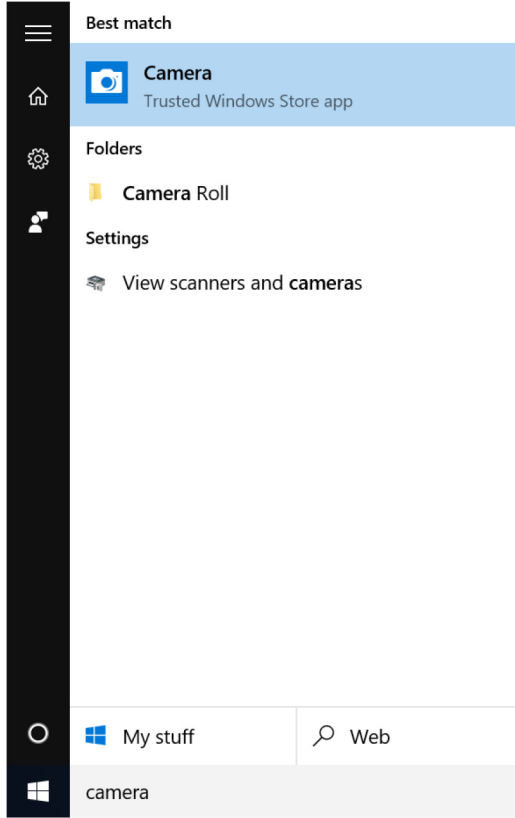 Best match
Camera
Trusted Windows Store app
Folders
Camera Roll
Settings
View scanners and cameras
My stuff
Web
camera